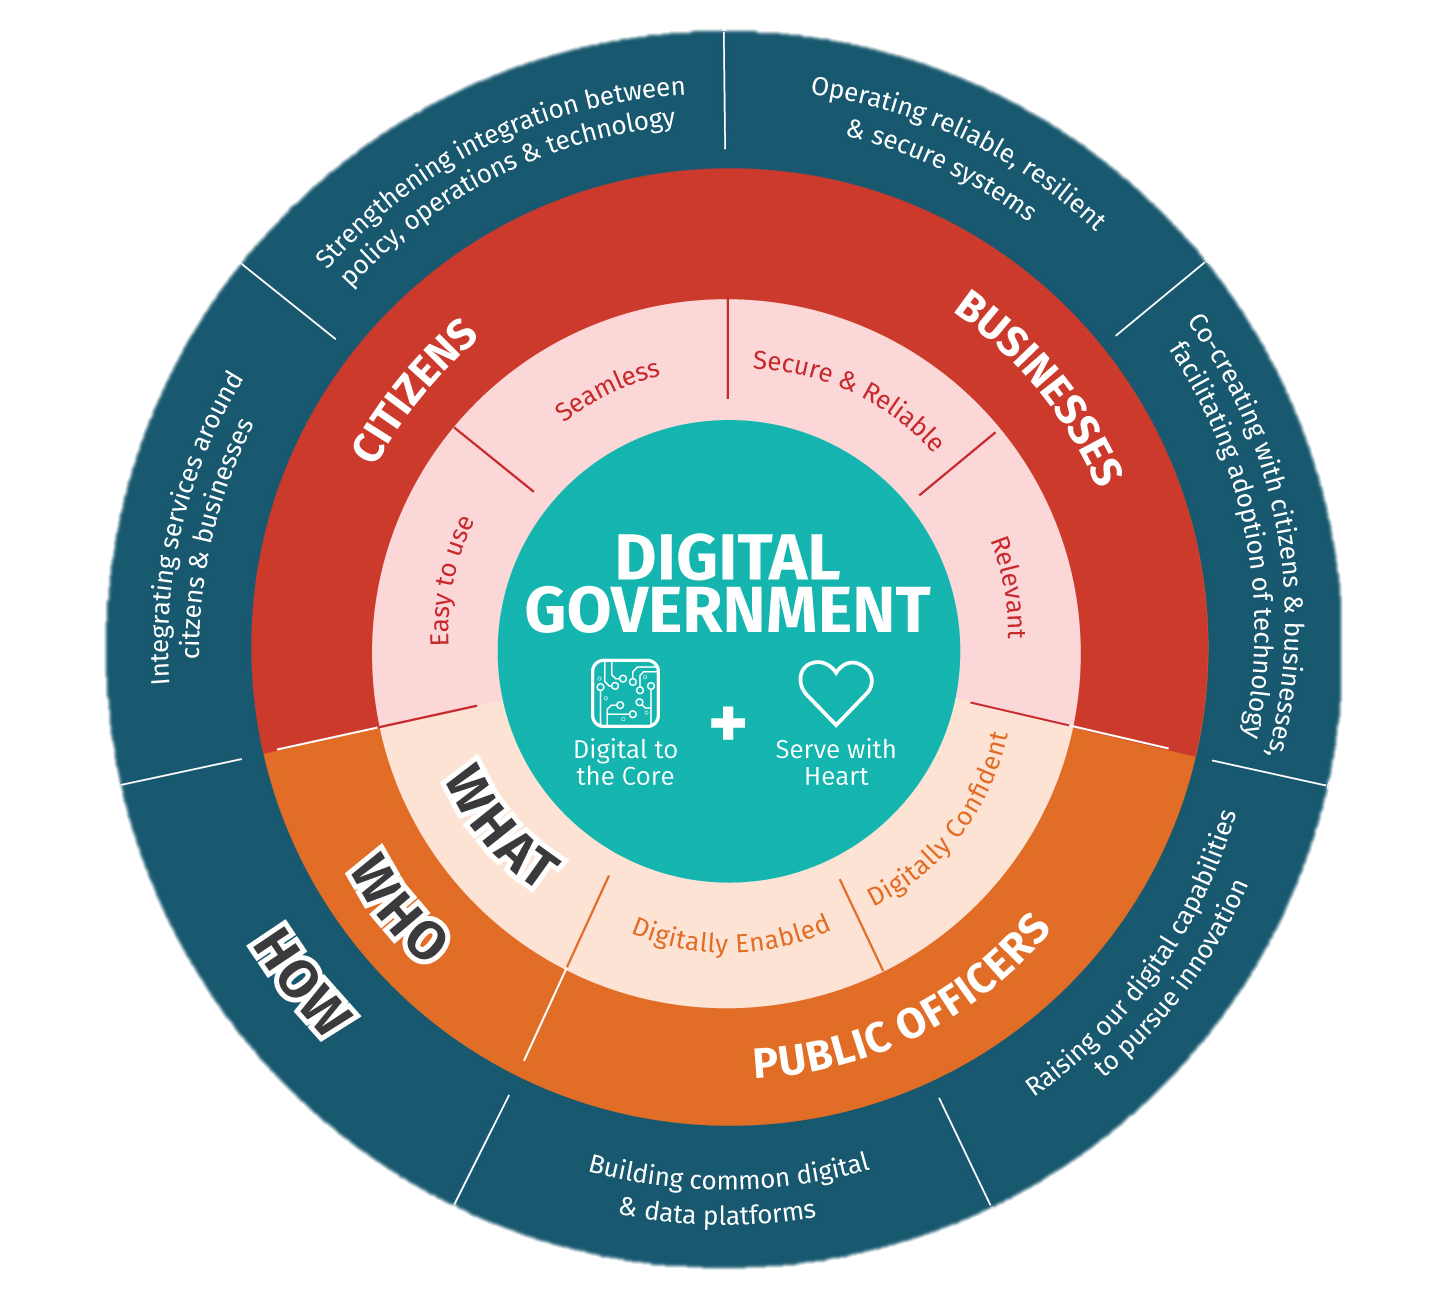 Strengthening integration between
policy, operations & technology
Operating reliable, resilient
& secure systems
Co-creating with citizens & businesses,
facilitating adoption of technology
Raising our digital capabilities
to pursue innovation
Building common digital
& data platforms
HOW
Integrating services around
citzens & businesses
CITIZENS
BUSINESSES
PUBLIC OFFICERS
WHO
Seamless
Secure & Reliable
Relevant
Digitally Confident
Digitally Enabled
WHAT
Easy to use
DIGITAL
GOVERNMENT
Digital to
the Core
+
Serve with
Heart